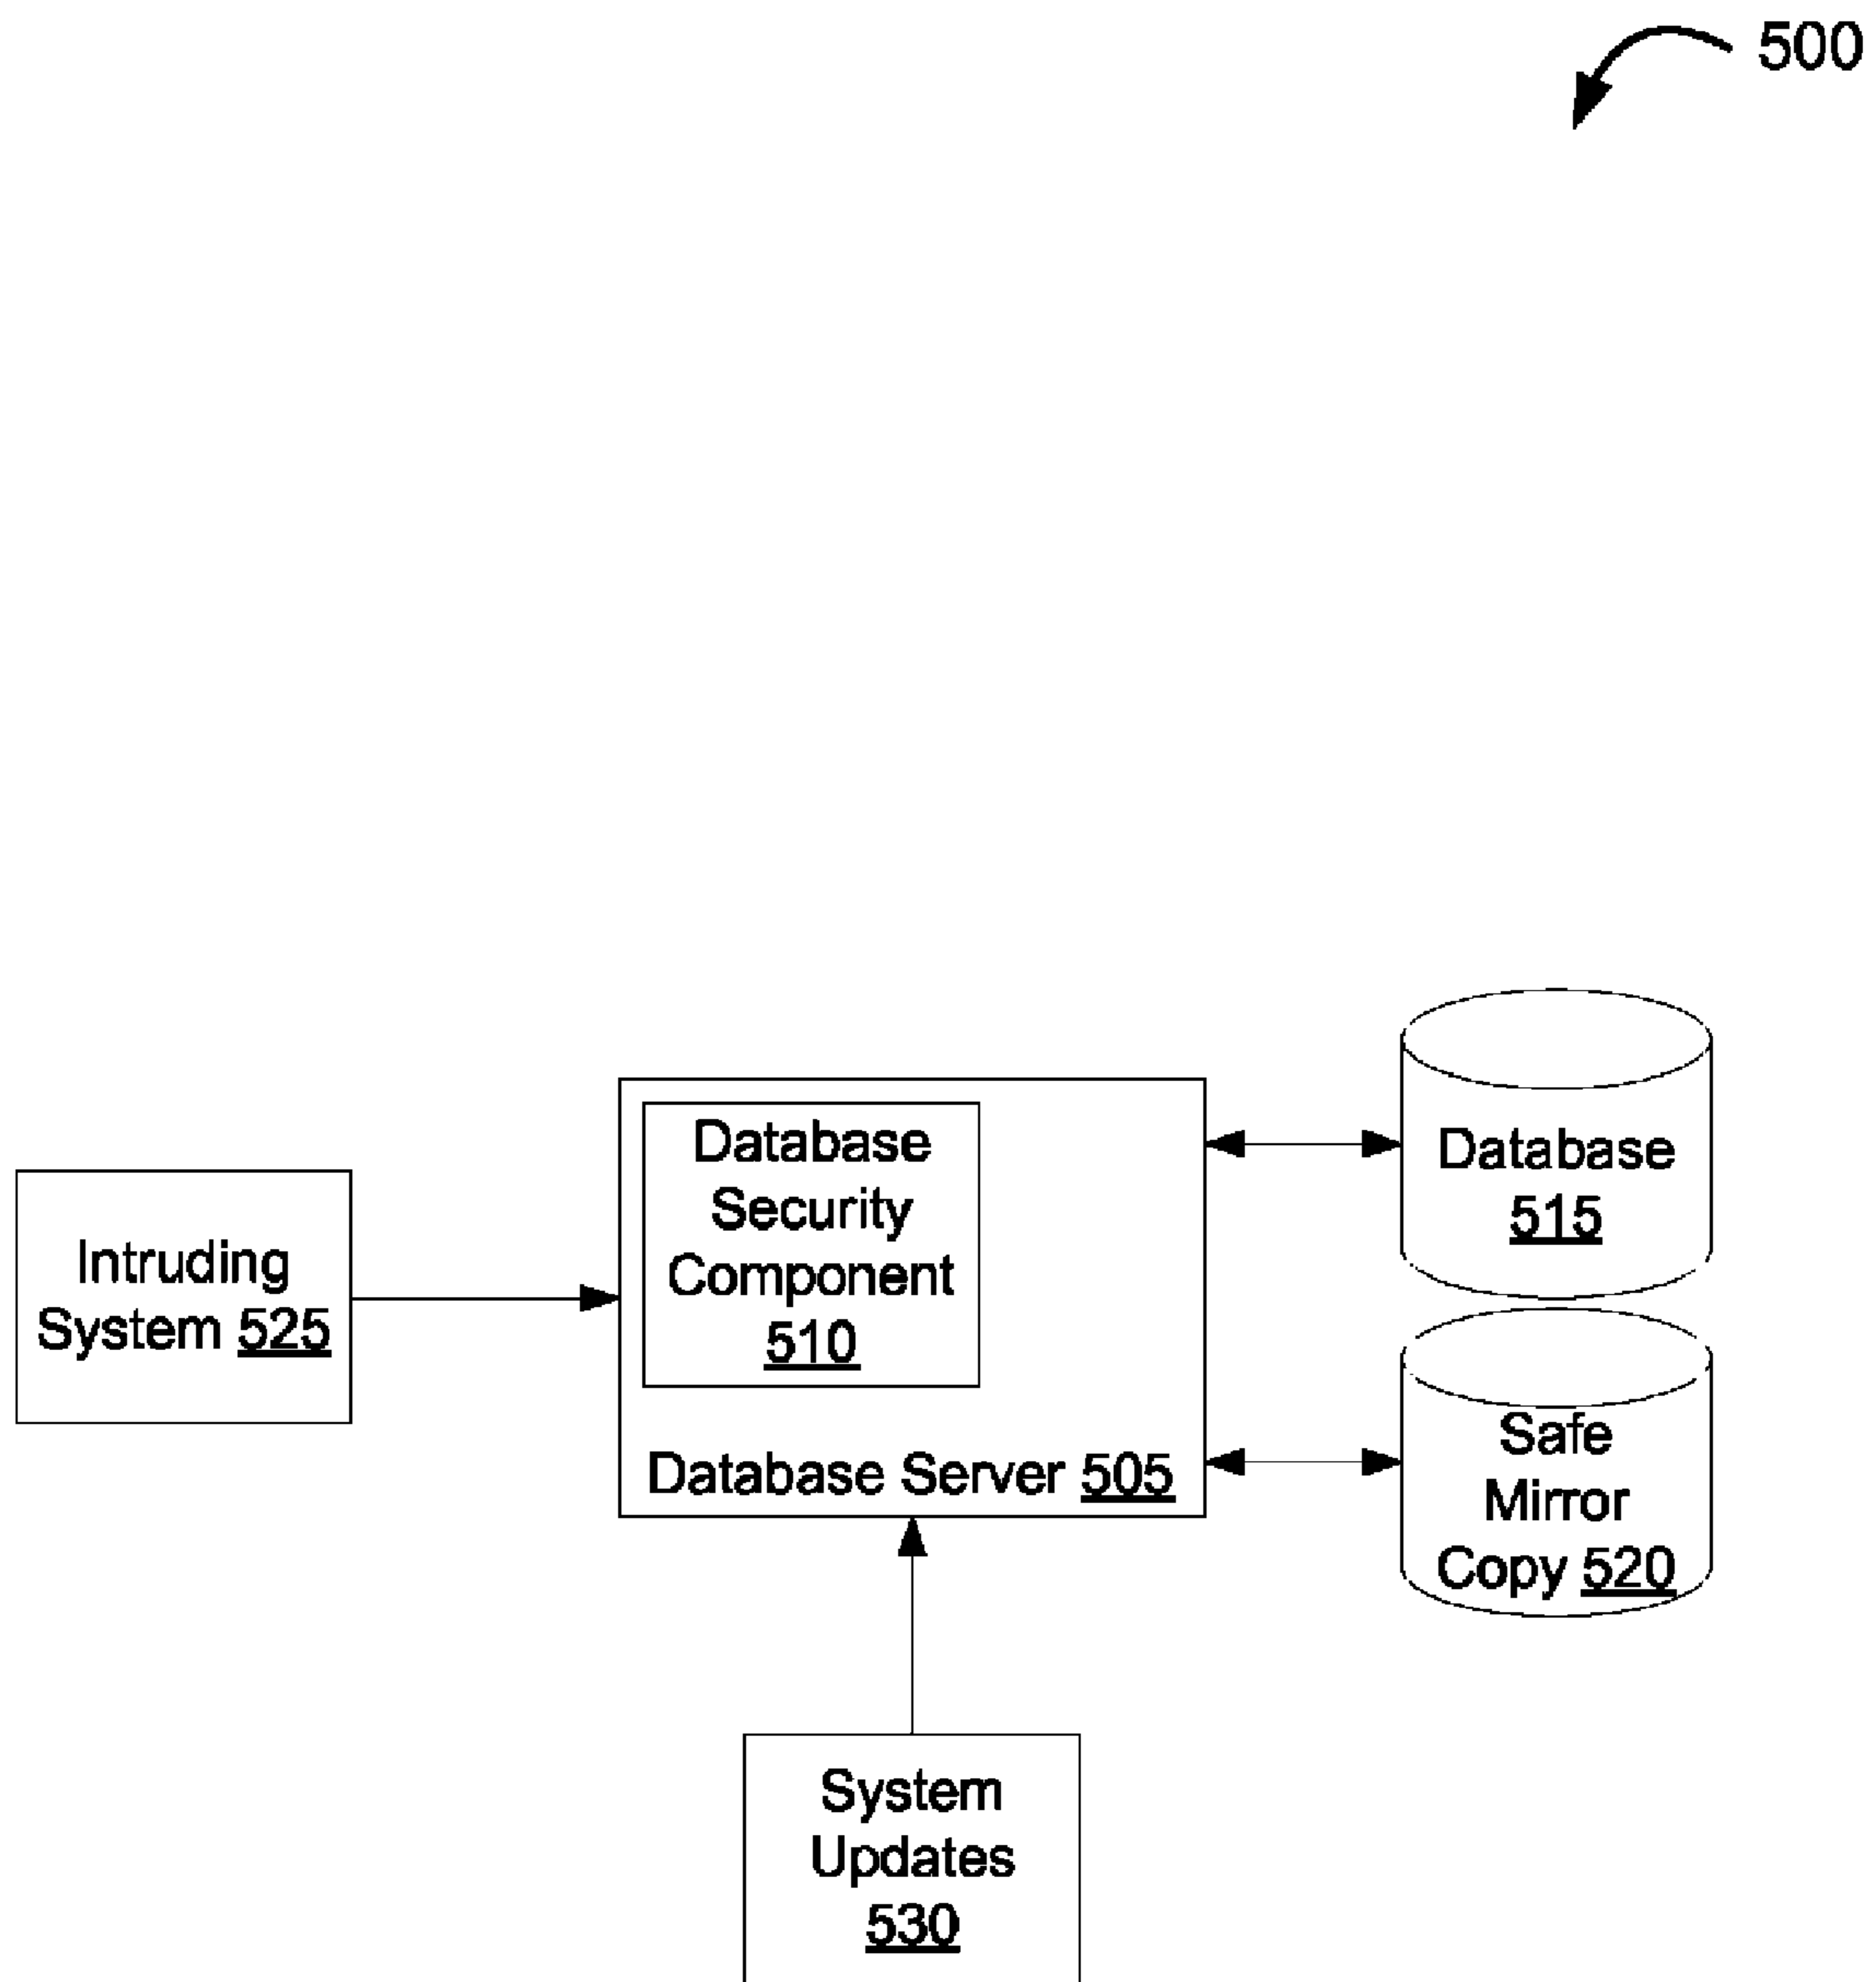 500
Database
Security
Component
510
Database Server 505
Intruding
System 525
Database
515
Safe
Mirror
Copy 520
System
Updates
530